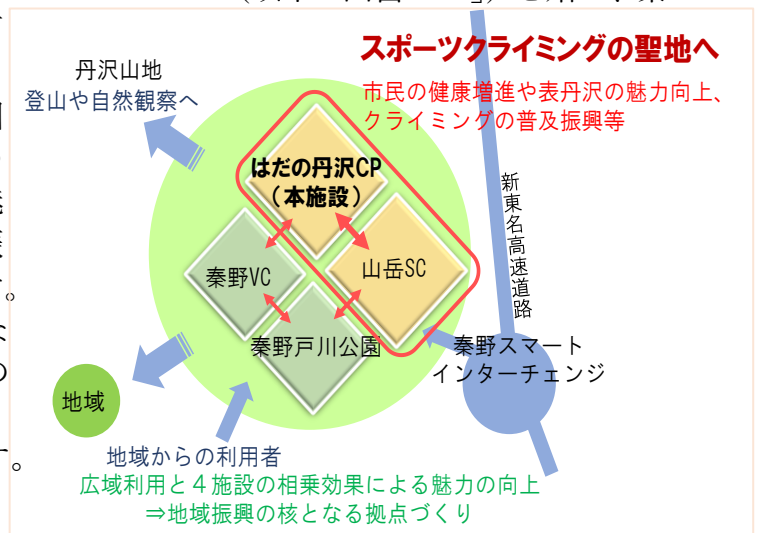 スポーツクライミングの聖地へ
市民の健康増進や表丹沢の魅力向上、
クライミングの普及振興等
丹沢山地
登山や自然観察へ
はだの丹沢CP
(本施設)
秦野VC
山岳SC
秦野戸川公園
新東名高速道路
秦野スマート
インターチェンジ
地域
地域からの利用者
広域利用と4施設の相乗効果による魅力の向上
⇒地域振興の核となる拠点づくり